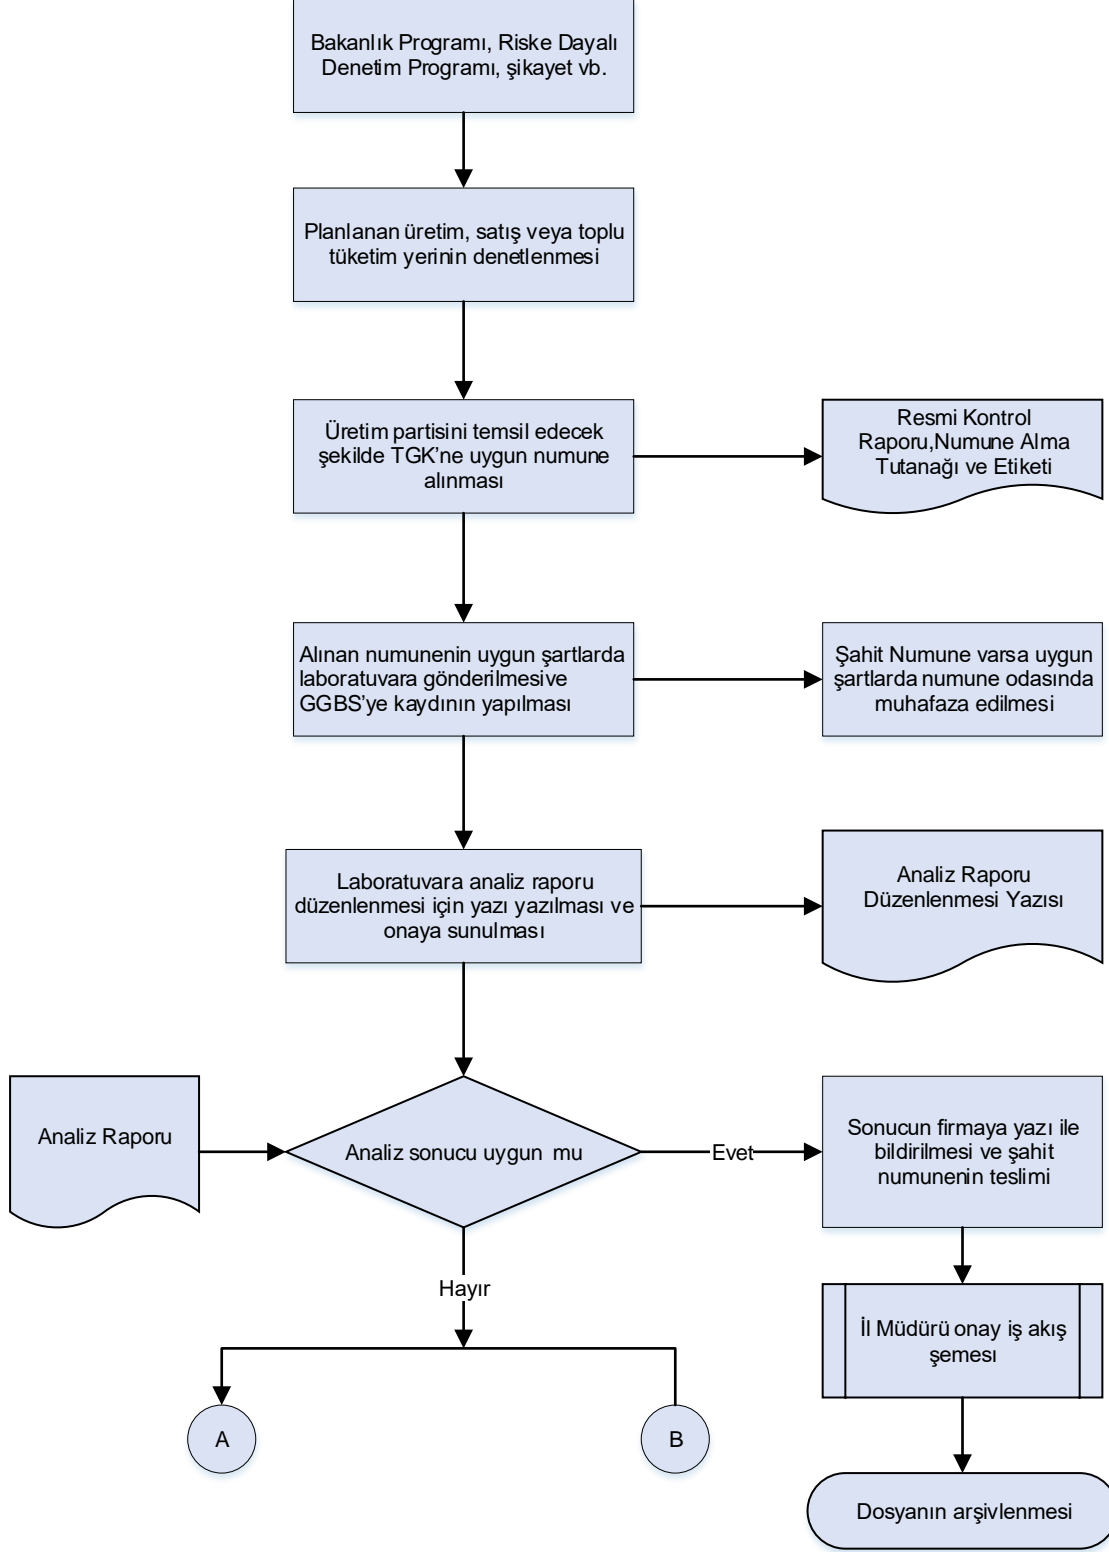 Bakanlık Programı, Riske Dayalı
Denetim Programı, şikayet vb.
Planlanan üretim, satış veya toplu
tüketim yerinin denetlenmesi
Üretim partisini temsil edecek
şekilde TGK’ne uygun numune
alınması
Resmi Kontrol
Raporu,Numune Alma
Tutanağı ve Etiketi
Alınan numunenin uygun şartlarda
laboratuvara gönderilmesive
GGBS’ye kaydının yapılması
Şahit Numune varsa uygun
şartlarda numune odasında
muhafaza edilmesi
Laboratuvara analiz raporu
düzenlenmesi için yazı yazılması ve
onaya sunulması
Analiz Raporu
Düzenlenmesi Yazısı
Analiz Raporu
Analiz sonucu uygun  mu
Evet
Sonucun firmaya yazı ile
bildirilmesi ve şahit
numunenin teslimi
Hayır
İl Müdürü onay iş akış
şeması
A
B
Dosyanın arşivlenmesi